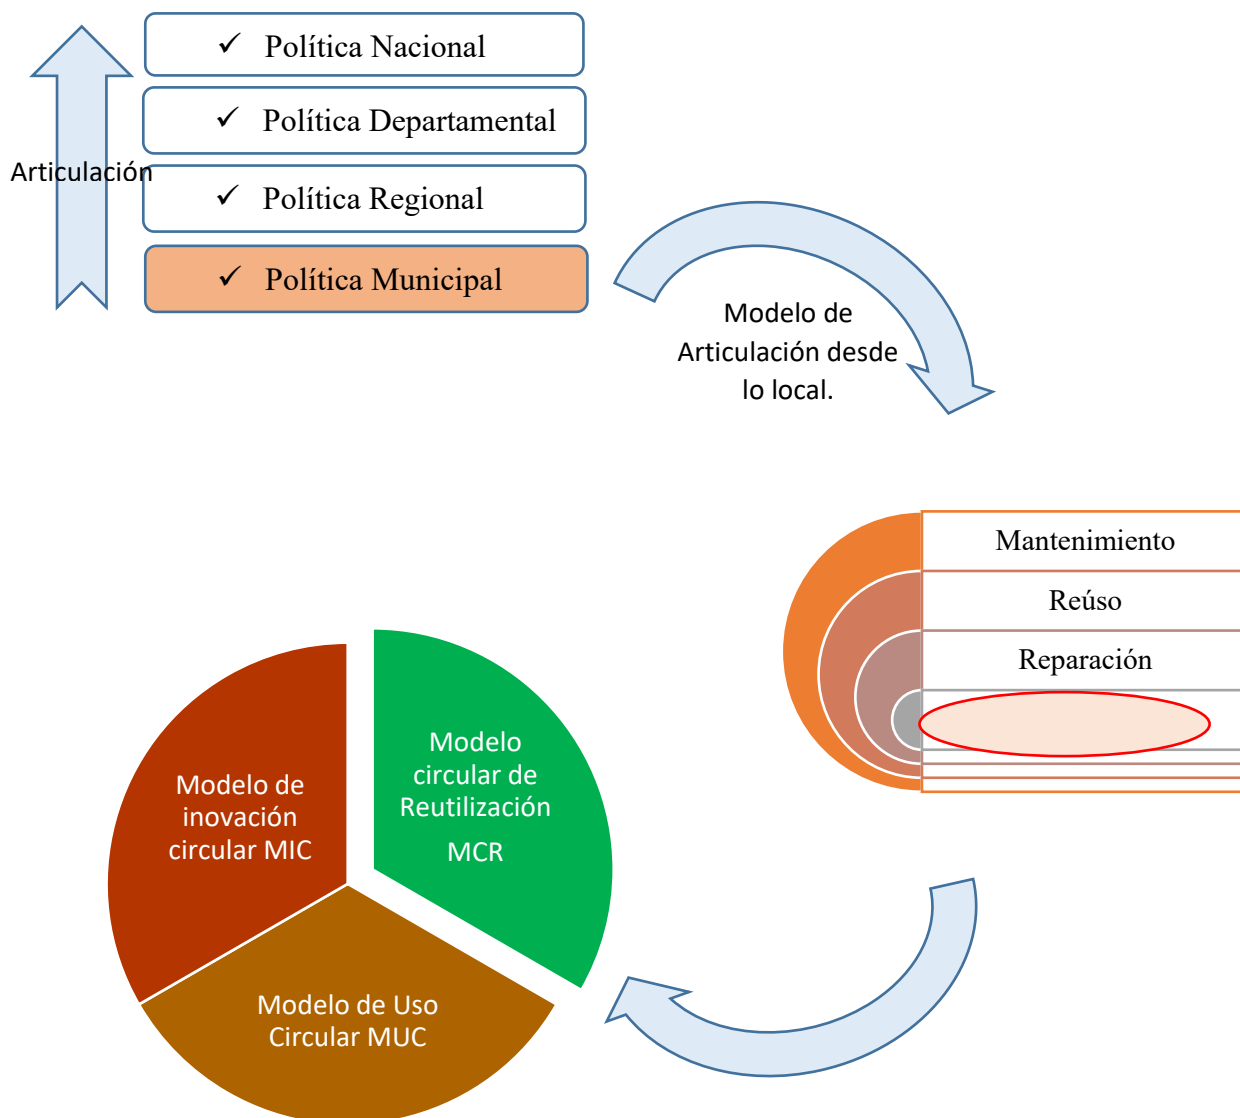 ✓ Política Nacional
✓ Política Departamental
Articulación
✓ Política Regional
✓ Política Municipal
Modelo de
Articulación desde
lo local.
Mantenimiento
Reúso
Reparación
Modelo
circular de
Reutilización
MCR
Modelo de
inovación
circular MIC
Modelo de Uso
Circular MUC